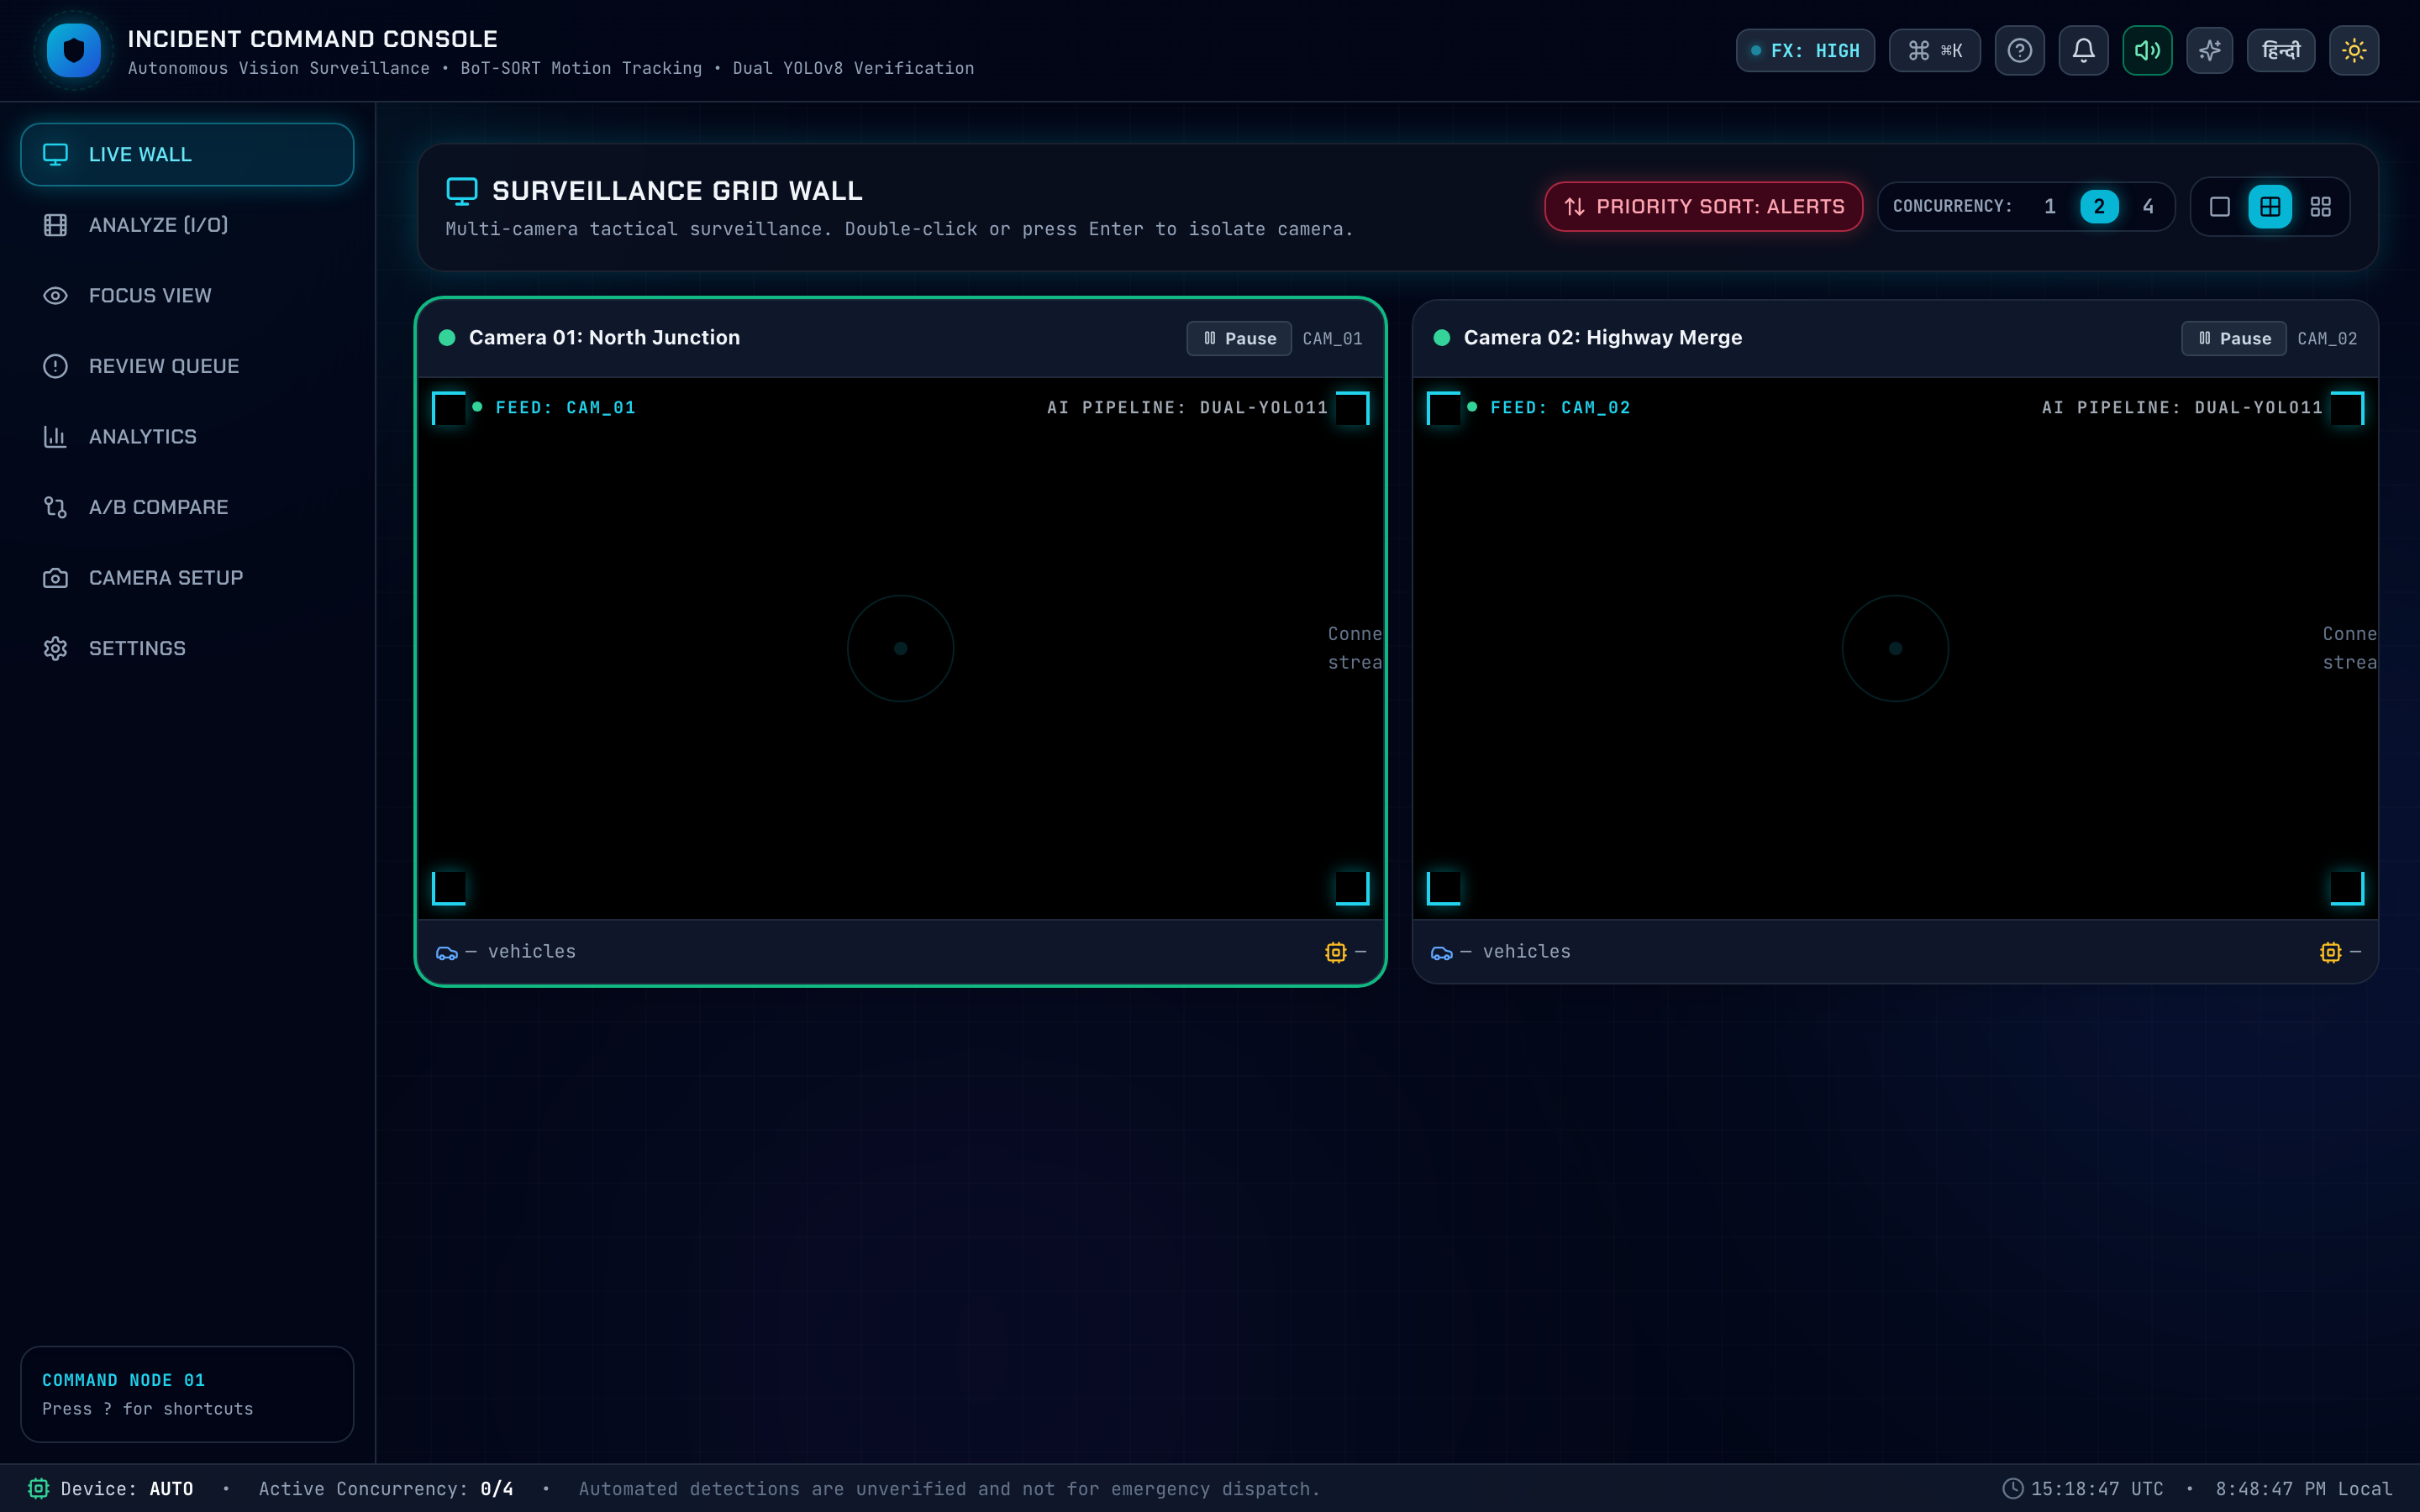 INCIDENT COMMAND CONSOLE
Autonomous Vision Surveillance • BoT-SORT Motion Tracking • Dual YOLOv8 Verification
FX: HIGH
⌘K
हिन्दी
LIVE WALL
ANALYZE (I/O)
FOCUS VIEW
REVIEW QUEUE
ANALYTICS
A/B COMPARE
CAMERA SETUP
SETTINGS
COMMAND NODE 01
Press ? for shortcuts
SURVEILLANCE GRID WALL
Multi-camera tactical surveillance. Double-click or press Enter to isolate camera.
PRIORITY SORT: ALERTS
CONCURRENCY: 1 2 4
Camera 01: North Junction
Pause CAM_01
FEED: CAM_01
AI PIPELINE: DUAL-YOLO11
Conne
strea
— vehicles
—
Camera 02: Highway Merge
Pause CAM_02
FEED: CAM_02
AI PIPELINE: DUAL-YOLO11
Conne
strea
— vehicles
—
Device: AUTO • Active Concurrency: 0/4 • Automated detections are unverified and not for emergency dispatch.
15:18:47 UTC • 8:48:47 PM Local